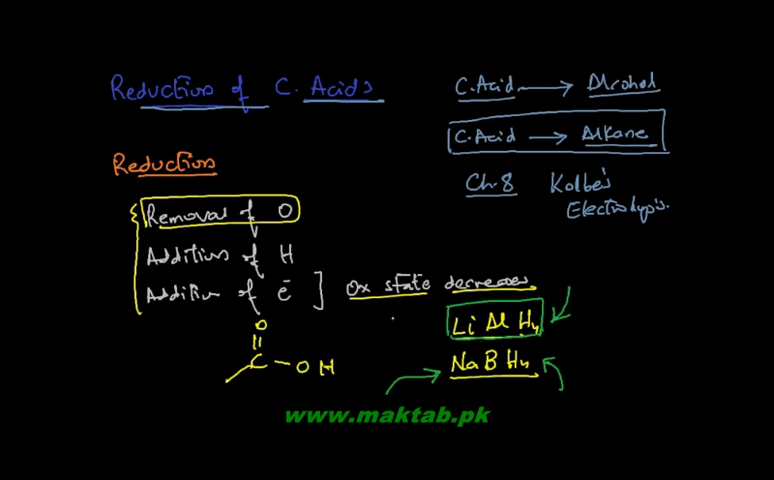 Reduction of C. Acids
C.Acid → Alcohol
C.Acid → Alkane
Ch.8 Kolbe's
Electrolysis.
Reduction
Removal of O
Addition of H
Addition of ē ] Ox state decreases
Li Al H4
NaBH4
O
C - OH
www.maktab.pk